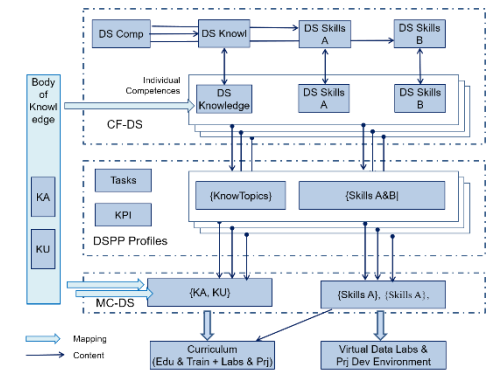 DS Comp
DS Knowl
DS Skills
A
DS Skills
B
Body
of
Knowl
edge
Individual
Competences
DS
Knowledge
DS Skills
A
DS Skills
B
CF-DS
KA
KU
Tasks
KPI
{KnowTopics}
{Skills A&B|
DSPP Profiles
MC-DS
{KA, KU}
{Skills A}, {Skills A},
Mapping
Content
Curriculum
(Edu & Train + Labs & Prj)
Virtual Data Labs &
Prj Dev Environment